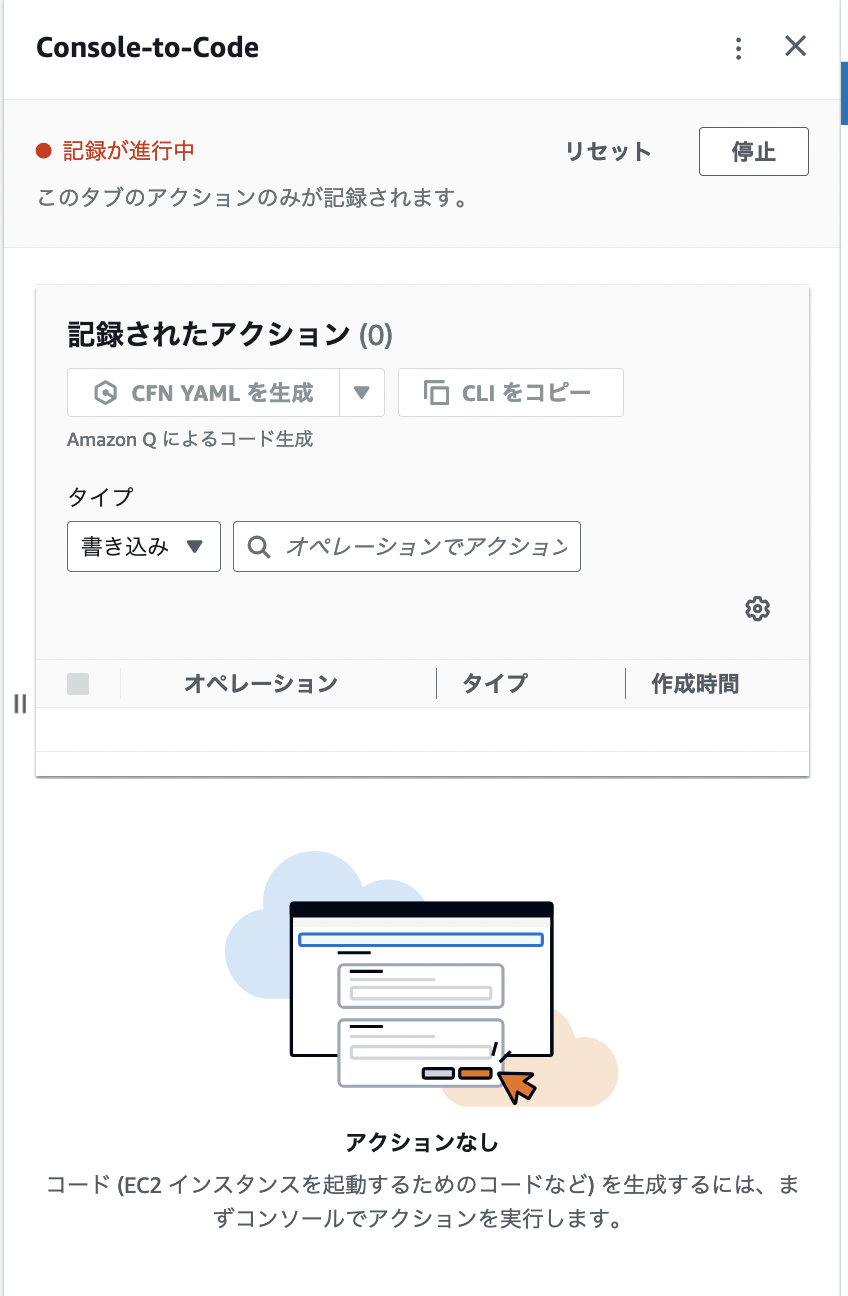 Console-to-Code
記録が進行中
リセット
停止
このタブのアクションのみが記録されます。
記録されたアクション (0)
CFN YAML を生成
CLI をコピー
Amazon Q によるコード生成
タイプ
書き込み
オペレーションでアクション
オペレーション
タイプ
作成時間
アクションなし
コード (EC2 インスタンスを起動するためのコードなど) を生成するには、ま
ずコンソールでアクションを実行します。